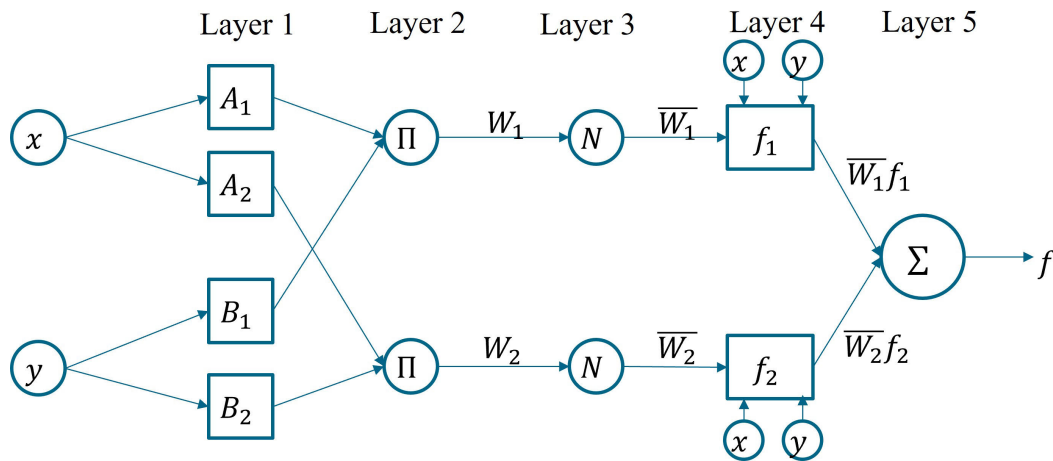 Layer 1 Layer 2 Layer 3 Layer 4 Layer 5
x y
A₁
x Π W₁ N W̅₁ f₁
A₂
W̅₁f₁
Σ f
B₁
W̅₂f₂
y Π W₂ N W̅₂ f₂
B₂
x y